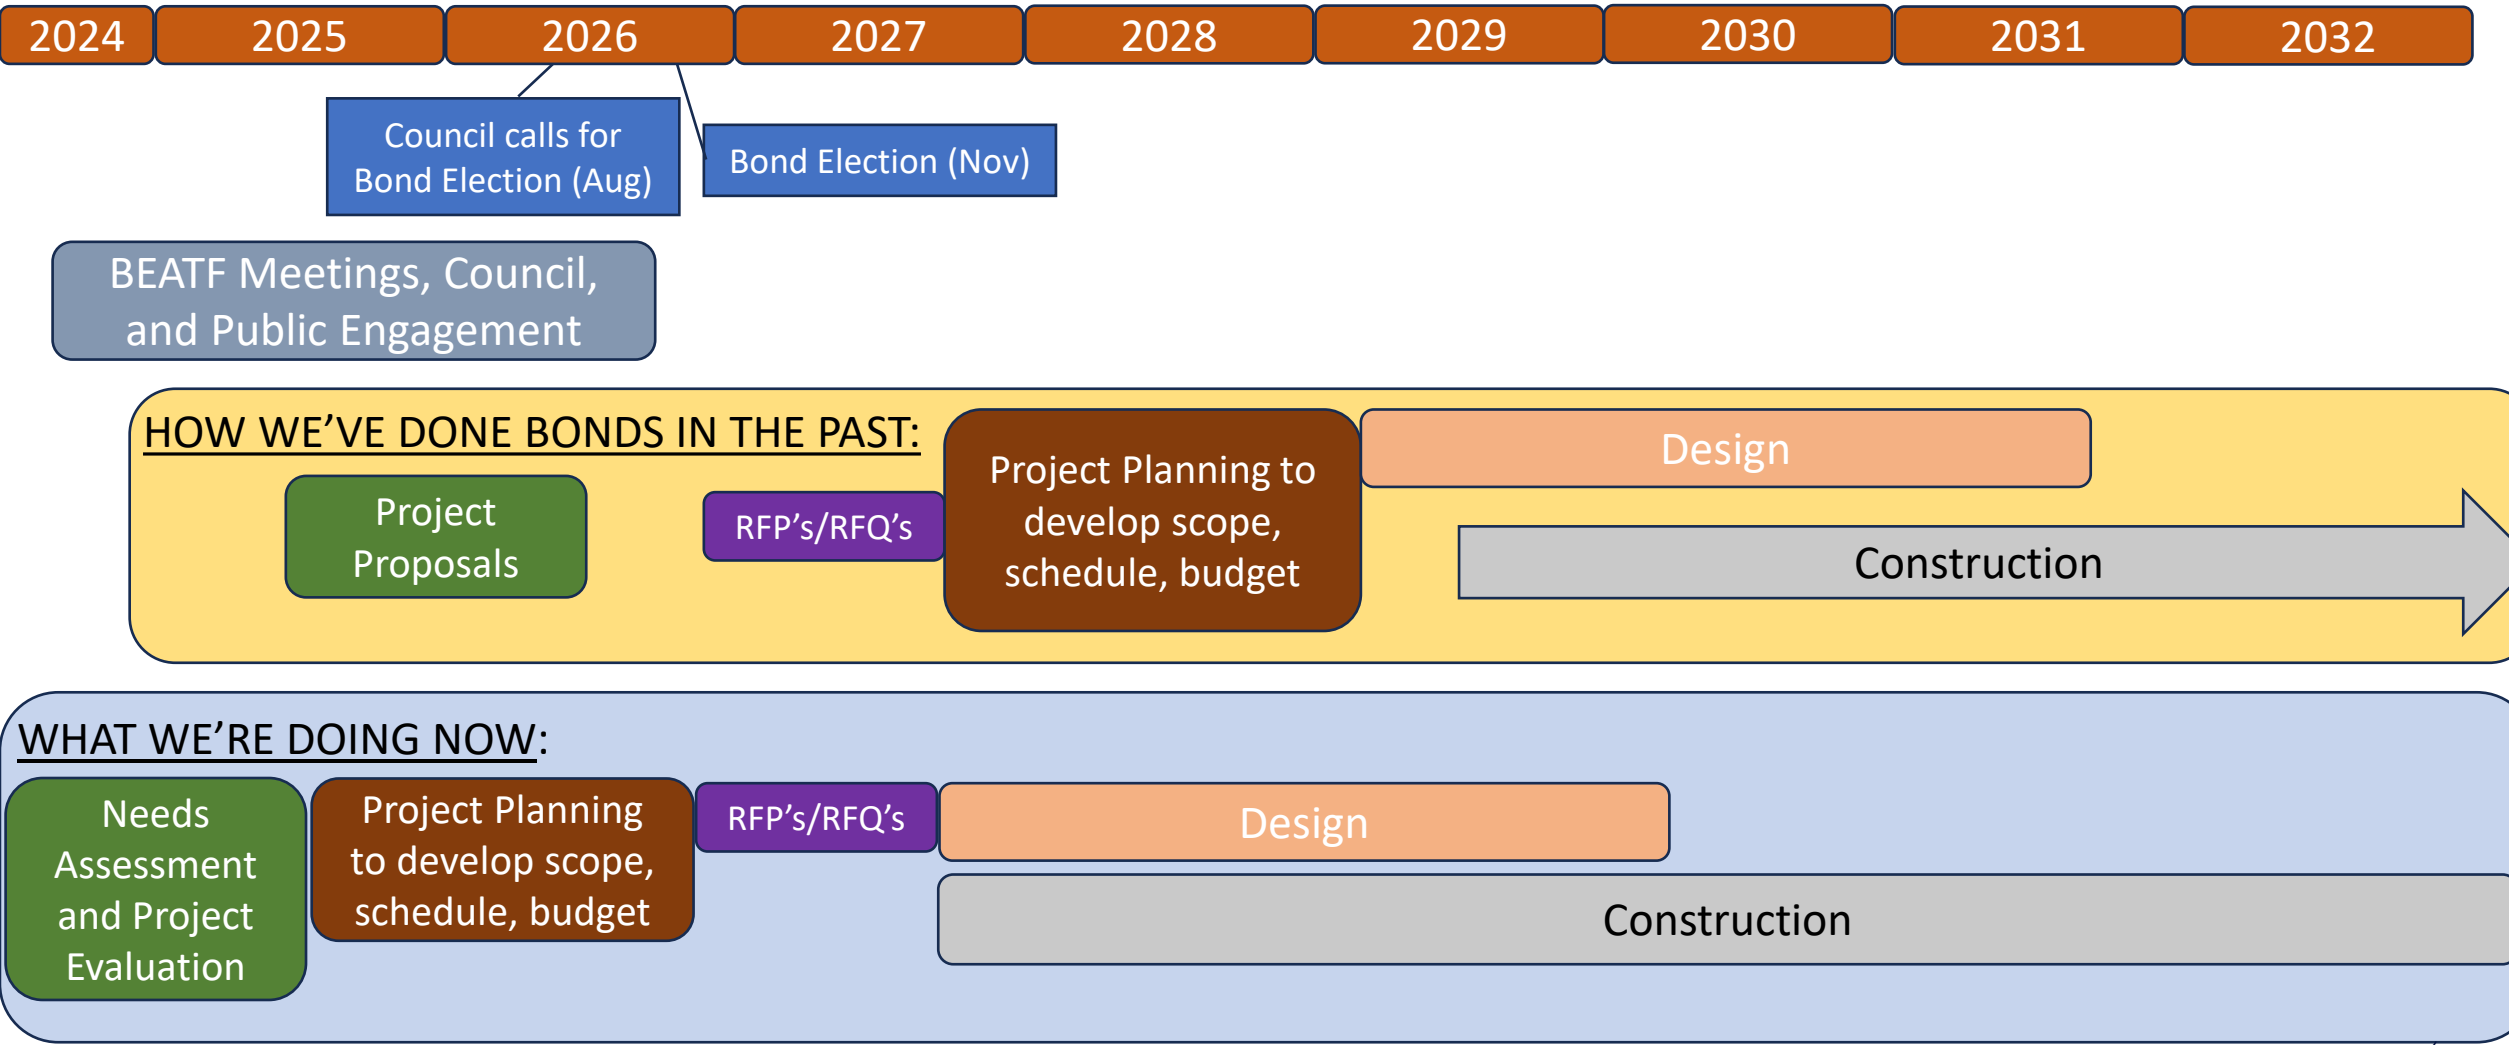 2024 2025 2026 2027 2028 2029 2030 2031 2032
Council calls for
Bond Election (Aug)
Bond Election (Nov)
BEATF Meetings, Council,
and Public Engagement
HOW WE’VE DONE BONDS IN THE PAST:
Project
Proposals
RFP’s/RFQ’s
Project Planning to
develop scope,
schedule, budget
Design
Construction
WHAT WE’RE DOING NOW:
Needs
Assessment
and Project
Evaluation
Project Planning
to develop scope,
schedule, budget
RFP’s/RFQ’s
Design
Construction